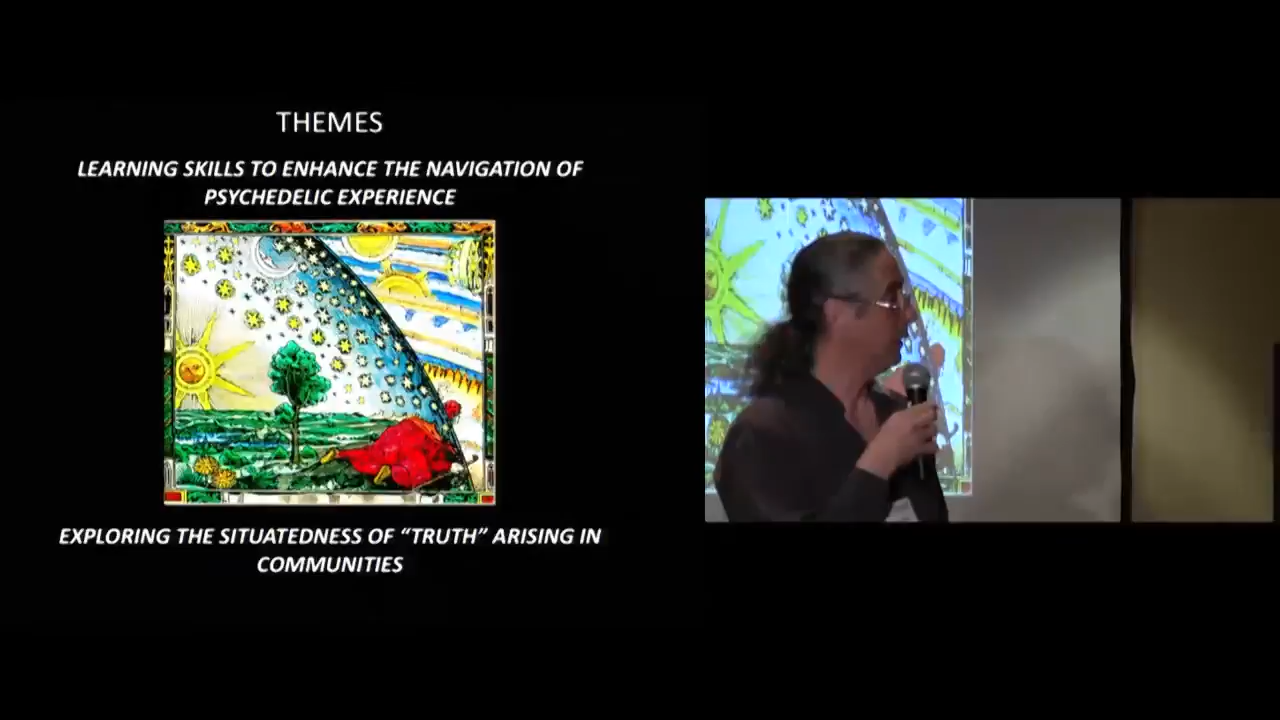 THEMES
LEARNING SKILLS TO ENHANCE THE NAVIGATION OF
PSYCHEDELIC EXPERIENCE
EXPLORING THE SITUATEDNESS OF “TRUTH” ARISING IN
COMMUNITIES